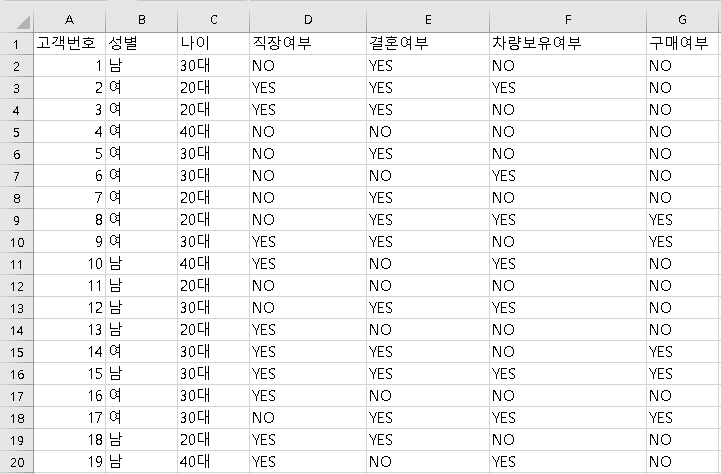 A B C D E F G
1 고객번호 성별 나이 직장여부 결혼여부 차량보유여부 구매여부
2 1 남 30대 NO YES NO NO
3 2 여 20대 YES YES YES NO
4 3 여 20대 YES YES NO NO
5 4 여 40대 NO NO NO NO
6 5 여 30대 NO YES NO NO
7 6 여 30대 NO NO YES NO
8 7 여 20대 NO YES NO NO
9 8 여 20대 NO YES YES YES
10 9 여 30대 YES YES NO YES
11 10 남 40대 YES NO YES NO
12 11 남 20대 NO NO NO NO
13 12 남 30대 NO YES YES NO
14 13 남 20대 YES NO NO NO
15 14 여 30대 YES YES NO YES
16 15 남 30대 YES YES YES YES
17 16 여 30대 YES NO NO NO
18 17 여 30대 NO YES YES YES
19 18 남 20대 YES YES NO NO
20 19 남 40대 YES NO YES NO